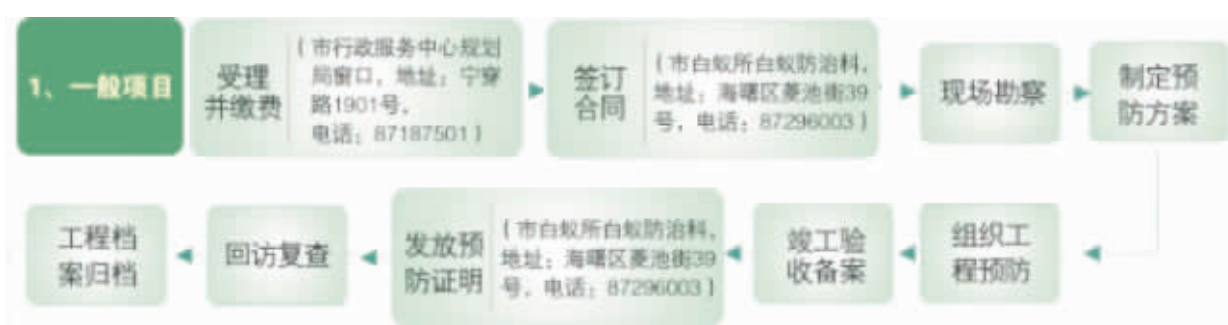 1、一般项目
受理
并缴费
(市行政服务中心规划
局窗口，地址：宁穿
路1901号，
电话：87187501)
签订
合同
(市白蚁所白蚁防治科，
地址：海曙区菱池街39
号，电话：87296003)
现场勘察
制定预
防方案
组织工
程预防
竣工验
收备案
发放预
防证明
(市白蚁所白蚁防治科，
地址：海曙区菱池街39
号，电话：87296003)
回访复查
工程档
案归档